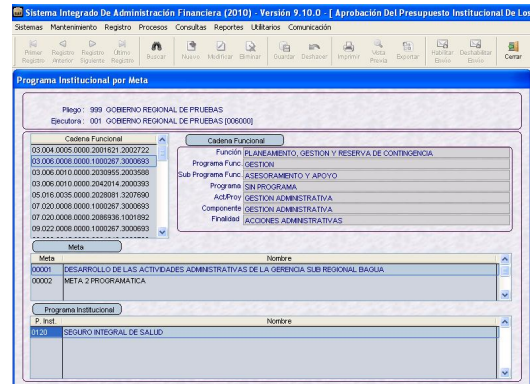 Sistema Integrado De Administración Financiera (2010) - Versión 9.10.0 - [ Aprobación Del Presupuesto Institucional De Los
Sistemas Mantenimiento Registro Procesos Consultas Reportes Utilitarios Comunicación
Primer Registro Registro Anterior Registro Siguiente Último Registro Buscar Nuevo Modificar Eliminar Guardar Deshacer Imprimir Vista Previa Exportar Habilitar Envío Deshabilitar Envío Cerrar
Programa Institucional por Meta
Pliego : 999 GOBIERNO REGIONAL DE PRUEBAS
Ejecutora : 001 GOBIERNO REGIONAL DE PRUEBAS [006000]
Cadena Funcional
03.004.0005.0000.2001621.2002722
03.006.0008.0000.1000267.3000693
03.006.0010.0000.2030955.2003588
03.006.0010.0000.2042014.2000393
05.016.0035.0000.2028081.3207690
07.020.0008.0000.1000267.3000693
07.020.0008.0000.2086936.1001892
09.022.0008.0000.1000267.3000693
Cadena Funcional
Función PLANEAMIENTO, GESTION Y RESERVA DE CONTINGENCIA
Programa Func. GESTION
Sub Programa Func. ASESORAMIENTO Y APOYO
Programa SIN PROGRAMA
Act/Proy GESTION ADMINISTRATIVA
Componente GESTION ADMINISTRATIVA
Finalidad ACCIONES ADMINISTRATIVAS
Meta
Meta Nombre
00001 DESARROLLO DE LAS ACTIVIDADES ADMINISTRATIVAS DE LA GERENCIA SUB REGIONAL BAGUA
00002 META 2 PROGRAMATICA
Programa Institucional
P. Inst. Nombre
0120 SEGURO INTEGRAL DE SALUD